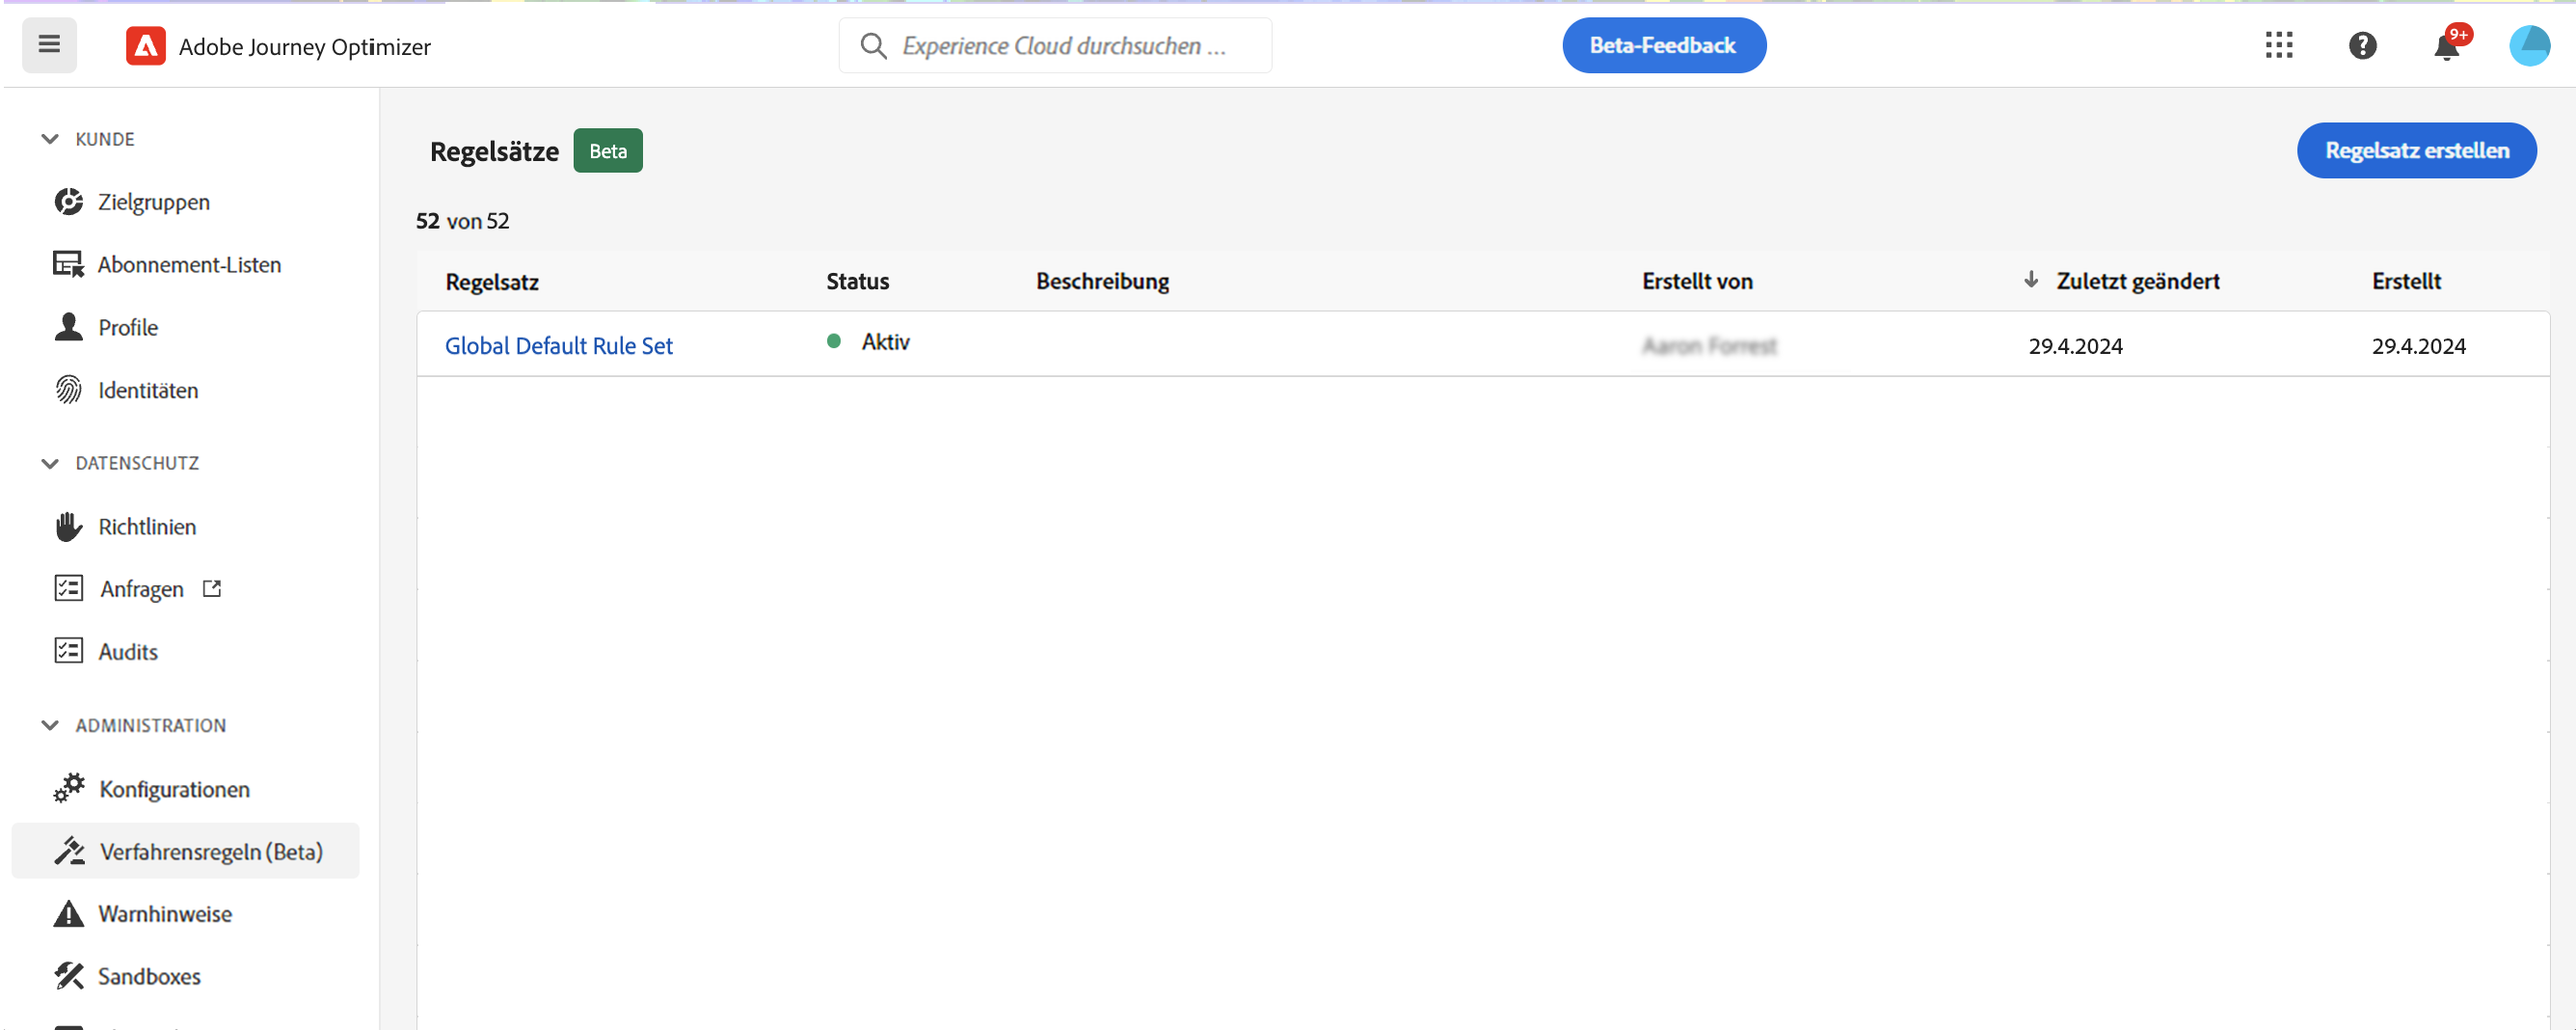 Adobe Journey Optimizer
Experience Cloud durchsuchen ...
Beta-Feedback
9+
KUNDE
Zielgruppen
Abonnement-Listen
Profile
Identitäten
DATENSCHUTZ
Richtlinien
Anfragen
Audits
ADMINISTRATION
Konfigurationen
Verfahrensregeln (Beta)
Warnhinweise
Sandboxes
Regelsätze Beta
Regelsatz erstellen
52 von 52
Regelsatz Status Beschreibung Erstellt von Zuletzt geändert Erstellt
Global Default Rule Set Aktiv 29.4.2024 29.4.2024